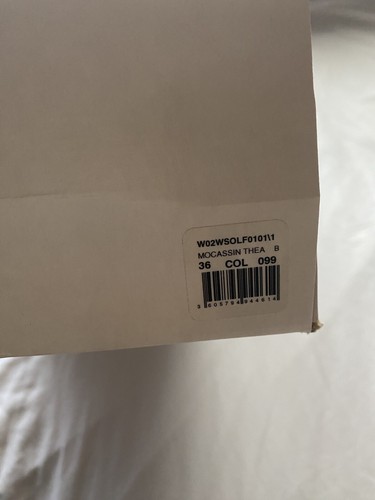 W02WSOLF0101\1
MOCASSIN THEA B
36 COL 099